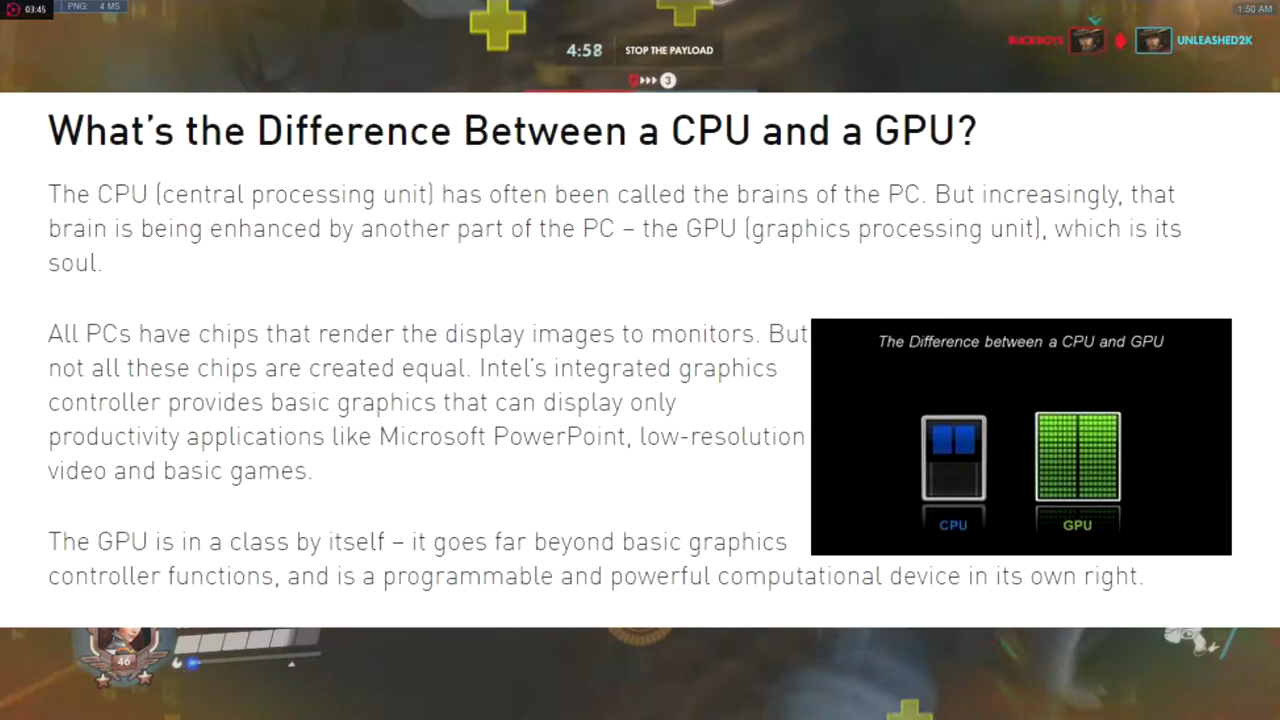 03:45
PNG: 4 MS
1:50 AM
4:58 STOP THE PAYLOAD
BUCKBOYS UNLEASHED2K
3
What's the Difference Between a CPU and a GPU?
The CPU (central processing unit) has often been called the brains of the PC. But increasingly, that
brain is being enhanced by another part of the PC – the GPU (graphics processing unit), which is its
soul.
All PCs have chips that render the display images to monitors. But
not all these chips are created equal. Intel's integrated graphics
controller provides basic graphics that can display only
productivity applications like Microsoft PowerPoint, low-resolution
video and basic games.
The Difference between a CPU and GPU
CPU GPU
The GPU is in a class by itself – it goes far beyond basic graphics
controller functions, and is a programmable and powerful computational device in its own right.
46